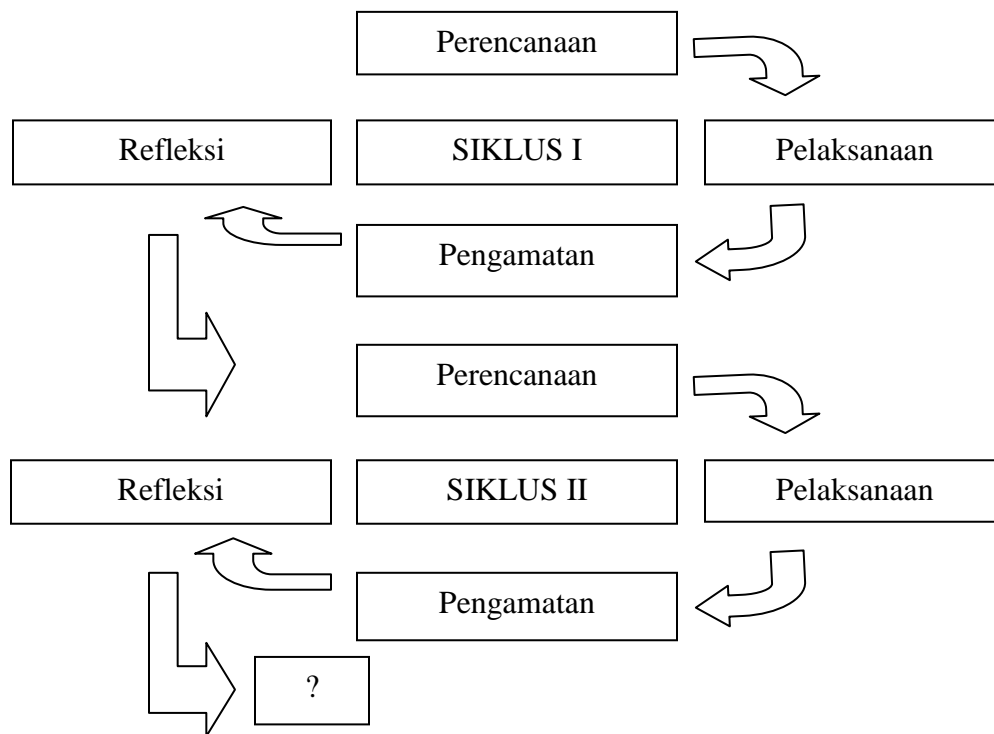 Perencanaan
Refleksi
SIKLUS I
Pelaksanaan
Pengamatan
Perencanaan
Refleksi
SIKLUS II
Pelaksanaan
Pengamatan
?